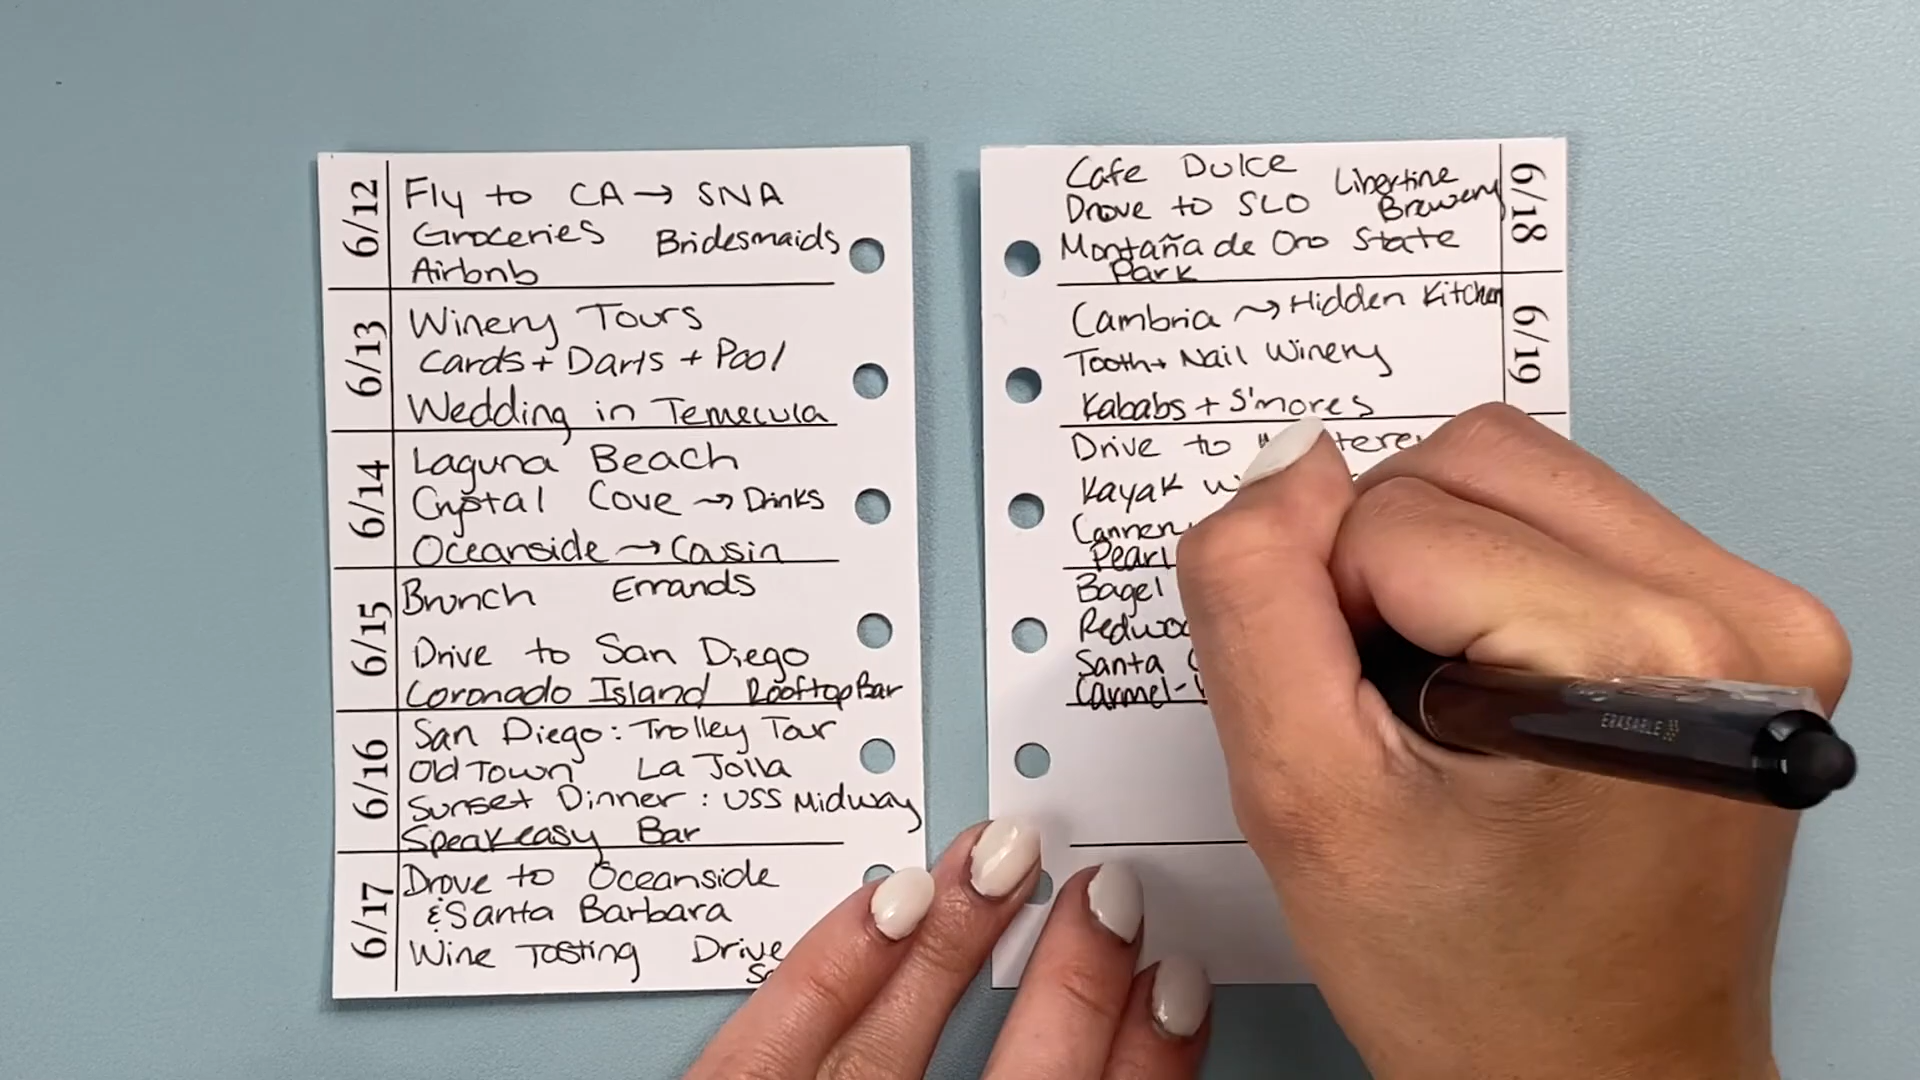 6/12
Fly to CA → SNA
Groceries Bridesmaids
Airbnb
6/13
Winery Tours
Cards + Darts + Pool
Wedding in Temecula
6/14
Laguna Beach
Crystal Cove → Drinks
Oceanside → Cousin
6/15
Brunch Errands
Drive to San Diego
Coronado Island Rooftop Bar
6/16
San Diego: Trolley Tour
Old Town La Jolla
Sunset Dinner : USS Midway
Speakeasy Bar
6/17
Drove to Oceanside
& Santa Barbara
Wine Tasting Drive
6/18
Cafe Dulce
Drove to SLO Libertine Brewery
Montaña de Oro State
Park
6/19
Cambria → Hidden Kitchen
Tooth + Nail Winery
Kababs + S'mores
Drive to
Kayak
Pearl
Bagel
Santa
Carmel-
ERASABLE